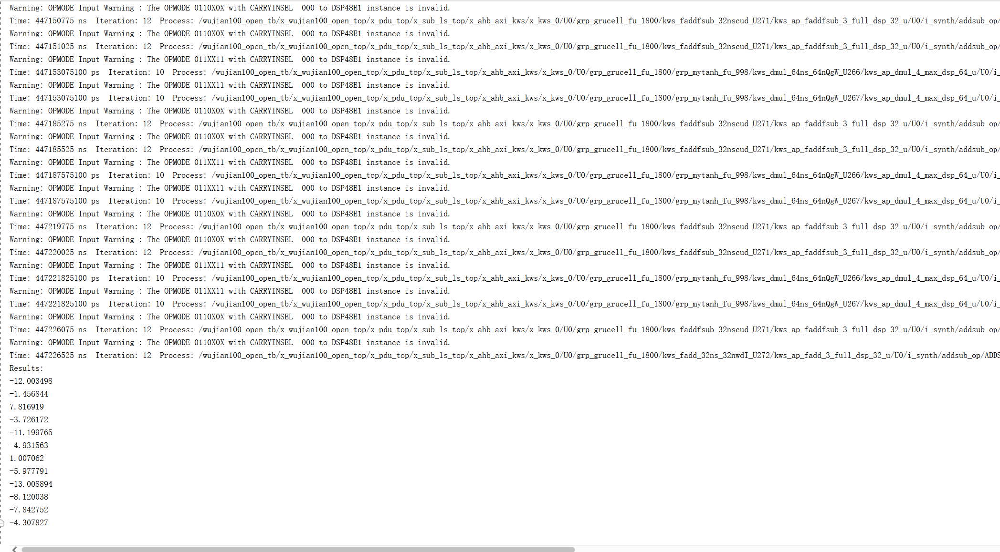 Warning: OPMODE Input Warning : The OPMODE 0110X0X with CARRYINSEL  000 to DSP48E1 instance is invalid.
Time: 447150775 ns  Iteration: 12  Process: /wujian100_open_tb/x_wujian100_open_top/x_pdu_top/x_sub_ls_top/x_ahb_axi_kws/x_kws_0/U0/grp_grucell_fu_1800/kws_faddfsub_32nscud_U271/kws_ap_faddfsub_3_full_dsp_32_u/U0/i_synth/addsub_op/
Warning: OPMODE Input Warning : The OPMODE 0110X0X with CARRYINSEL  000 to DSP48E1 instance is invalid.
Time: 447151025 ns  Iteration: 12  Process: /wujian100_open_tb/x_wujian100_open_top/x_pdu_top/x_sub_ls_top/x_ahb_axi_kws/x_kws_0/U0/grp_grucell_fu_1800/kws_faddfsub_32nscud_U271/kws_ap_faddfsub_3_full_dsp_32_u/U0/i_synth/addsub_op/
Warning: OPMODE Input Warning : The OPMODE 011XX11 with CARRYINSEL  000 to DSP48E1 instance is invalid.
Time: 447153075100 ps  Iteration: 10  Process: /wujian100_open_tb/x_wujian100_open_top/x_pdu_top/x_sub_ls_top/x_ahb_axi_kws/x_kws_0/U0/grp_grucell_fu_1800/grp_mytanh_fu_998/kws_dmul_64ns_64nQgW_U266/kws_ap_dmul_4_max_dsp_64_u/U0/i_
Warning: OPMODE Input Warning : The OPMODE 011XX11 with CARRYINSEL  000 to DSP48E1 instance is invalid.
Time: 447153075100 ps  Iteration: 10  Process: /wujian100_open_tb/x_wujian100_open_top/x_pdu_top/x_sub_ls_top/x_ahb_axi_kws/x_kws_0/U0/grp_grucell_fu_1800/grp_mytanh_fu_998/kws_dmul_64ns_64nQgW_U267/kws_ap_dmul_4_max_dsp_64_u/U0/i_
Warning: OPMODE Input Warning : The OPMODE 0110X0X with CARRYINSEL  000 to DSP48E1 instance is invalid.
Time: 447185275 ns  Iteration: 12  Process: /wujian100_open_tb/x_wujian100_open_top/x_pdu_top/x_sub_ls_top/x_ahb_axi_kws/x_kws_0/U0/grp_grucell_fu_1800/kws_faddfsub_32nscud_U271/kws_ap_faddfsub_3_full_dsp_32_u/U0/i_synth/addsub_op/
Warning: OPMODE Input Warning : The OPMODE 0110X0X with CARRYINSEL  000 to DSP48E1 instance is invalid.
Time: 447185525 ns  Iteration: 12  Process: /wujian100_open_tb/x_wujian100_open_top/x_pdu_top/x_sub_ls_top/x_ahb_axi_kws/x_kws_0/U0/grp_grucell_fu_1800/kws_faddfsub_32nscud_U271/kws_ap_faddfsub_3_full_dsp_32_u/U0/i_synth/addsub_op/
Warning: OPMODE Input Warning : The OPMODE 011XX11 with CARRYINSEL  000 to DSP48E1 instance is invalid.
Time: 447187575100 ps  Iteration: 10  Process: /wujian100_open_tb/x_wujian100_open_top/x_pdu_top/x_sub_ls_top/x_ahb_axi_kws/x_kws_0/U0/grp_grucell_fu_1800/grp_mytanh_fu_998/kws_dmul_64ns_64nQgW_U266/kws_ap_dmul_4_max_dsp_64_u/U0/i_
Warning: OPMODE Input Warning : The OPMODE 011XX11 with CARRYINSEL  000 to DSP48E1 instance is invalid.
Time: 447187575100 ps  Iteration: 10  Process: /wujian100_open_tb/x_wujian100_open_top/x_pdu_top/x_sub_ls_top/x_ahb_axi_kws/x_kws_0/U0/grp_grucell_fu_1800/grp_mytanh_fu_998/kws_dmul_64ns_64nQgW_U267/kws_ap_dmul_4_max_dsp_64_u/U0/i_
Warning: OPMODE Input Warning : The OPMODE 0110X0X with CARRYINSEL  000 to DSP48E1 instance is invalid.
Time: 447219775 ns  Iteration: 12  Process: /wujian100_open_tb/x_wujian100_open_top/x_pdu_top/x_sub_ls_top/x_ahb_axi_kws/x_kws_0/U0/grp_grucell_fu_1800/kws_faddfsub_32nscud_U271/kws_ap_faddfsub_3_full_dsp_32_u/U0/i_synth/addsub_op/
Warning: OPMODE Input Warning : The OPMODE 0110X0X with CARRYINSEL  000 to DSP48E1 instance is invalid.
Time: 447220025 ns  Iteration: 12  Process: /wujian100_open_tb/x_wujian100_open_top/x_pdu_top/x_sub_ls_top/x_ahb_axi_kws/x_kws_0/U0/grp_grucell_fu_1800/kws_faddfsub_32nscud_U271/kws_ap_faddfsub_3_full_dsp_32_u/U0/i_synth/addsub_op/
Warning: OPMODE Input Warning : The OPMODE 011XX11 with CARRYINSEL  000 to DSP48E1 instance is invalid.
Time: 447221825100 ps  Iteration: 10  Process: /wujian100_open_tb/x_wujian100_open_top/x_pdu_top/x_sub_ls_top/x_ahb_axi_kws/x_kws_0/U0/grp_grucell_fu_1800/grp_mytanh_fu_998/kws_dmul_64ns_64nQgW_U266/kws_ap_dmul_4_max_dsp_64_u/U0/i_
Warning: OPMODE Input Warning : The OPMODE 011XX11 with CARRYINSEL  000 to DSP48E1 instance is invalid.
Time: 447221825100 ps  Iteration: 10  Process: /wujian100_open_tb/x_wujian100_open_top/x_pdu_top/x_sub_ls_top/x_ahb_axi_kws/x_kws_0/U0/grp_grucell_fu_1800/grp_mytanh_fu_998/kws_dmul_64ns_64nQgW_U267/kws_ap_dmul_4_max_dsp_64_u/U0/i_
Warning: OPMODE Input Warning : The OPMODE 0110X0X with CARRYINSEL  000 to DSP48E1 instance is invalid.
Time: 447226075 ns  Iteration: 12  Process: /wujian100_open_tb/x_wujian100_open_top/x_pdu_top/x_sub_ls_top/x_ahb_axi_kws/x_kws_0/U0/grp_grucell_fu_1800/kws_faddfsub_32nscud_U271/kws_ap_faddfsub_3_full_dsp_32_u/U0/i_synth/addsub_op/
Warning: OPMODE Input Warning : The OPMODE 0110X0X with CARRYINSEL  000 to DSP48E1 instance is invalid.
Time: 447226525 ns  Iteration: 12  Process: /wujian100_open_tb/x_wujian100_open_top/x_pdu_top/x_sub_ls_top/x_ahb_axi_kws/x_kws_0/U0/grp_grucell_fu_1800/kws_fadd_32ns_32nwdI_U272/kws_ap_fadd_3_full_dsp_32_u/U0/i_synth/addsub_op/ADDS
Results:
-12.003498
-1.456844
7.816919
-3.726172
-11.199765
-4.931563
1.007062
-5.977791
-13.008894
-8.120038
-7.842752
-4.307827